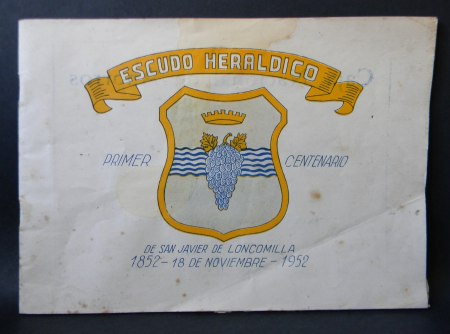 ESCUDO HERALDICO
PRIMER CENTENARIO
DE SAN JAVIER DE LONCOMILLA
1852 - 18 DE NOVIEMBRE - 1952